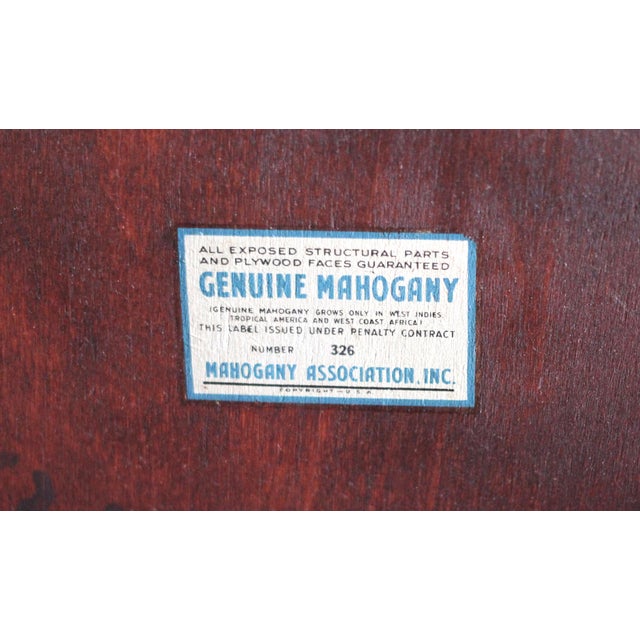 ALL EXPOSED STRUCTURAL PARTS
AND PLYWOOD FACES GUARANTEED
GENUINE MAHOGANY
(GENUINE MAHOGANY GROWS ONLY IN WEST INDIES
TROPICAL AMERICA AND WEST COAST AFRICA)
THIS LABEL ISSUED UNDER PENALTY CONTRACT
NUMBER 326
MAHOGANY ASSOCIATION, INC.
COPYRIGHT-U.S.A.